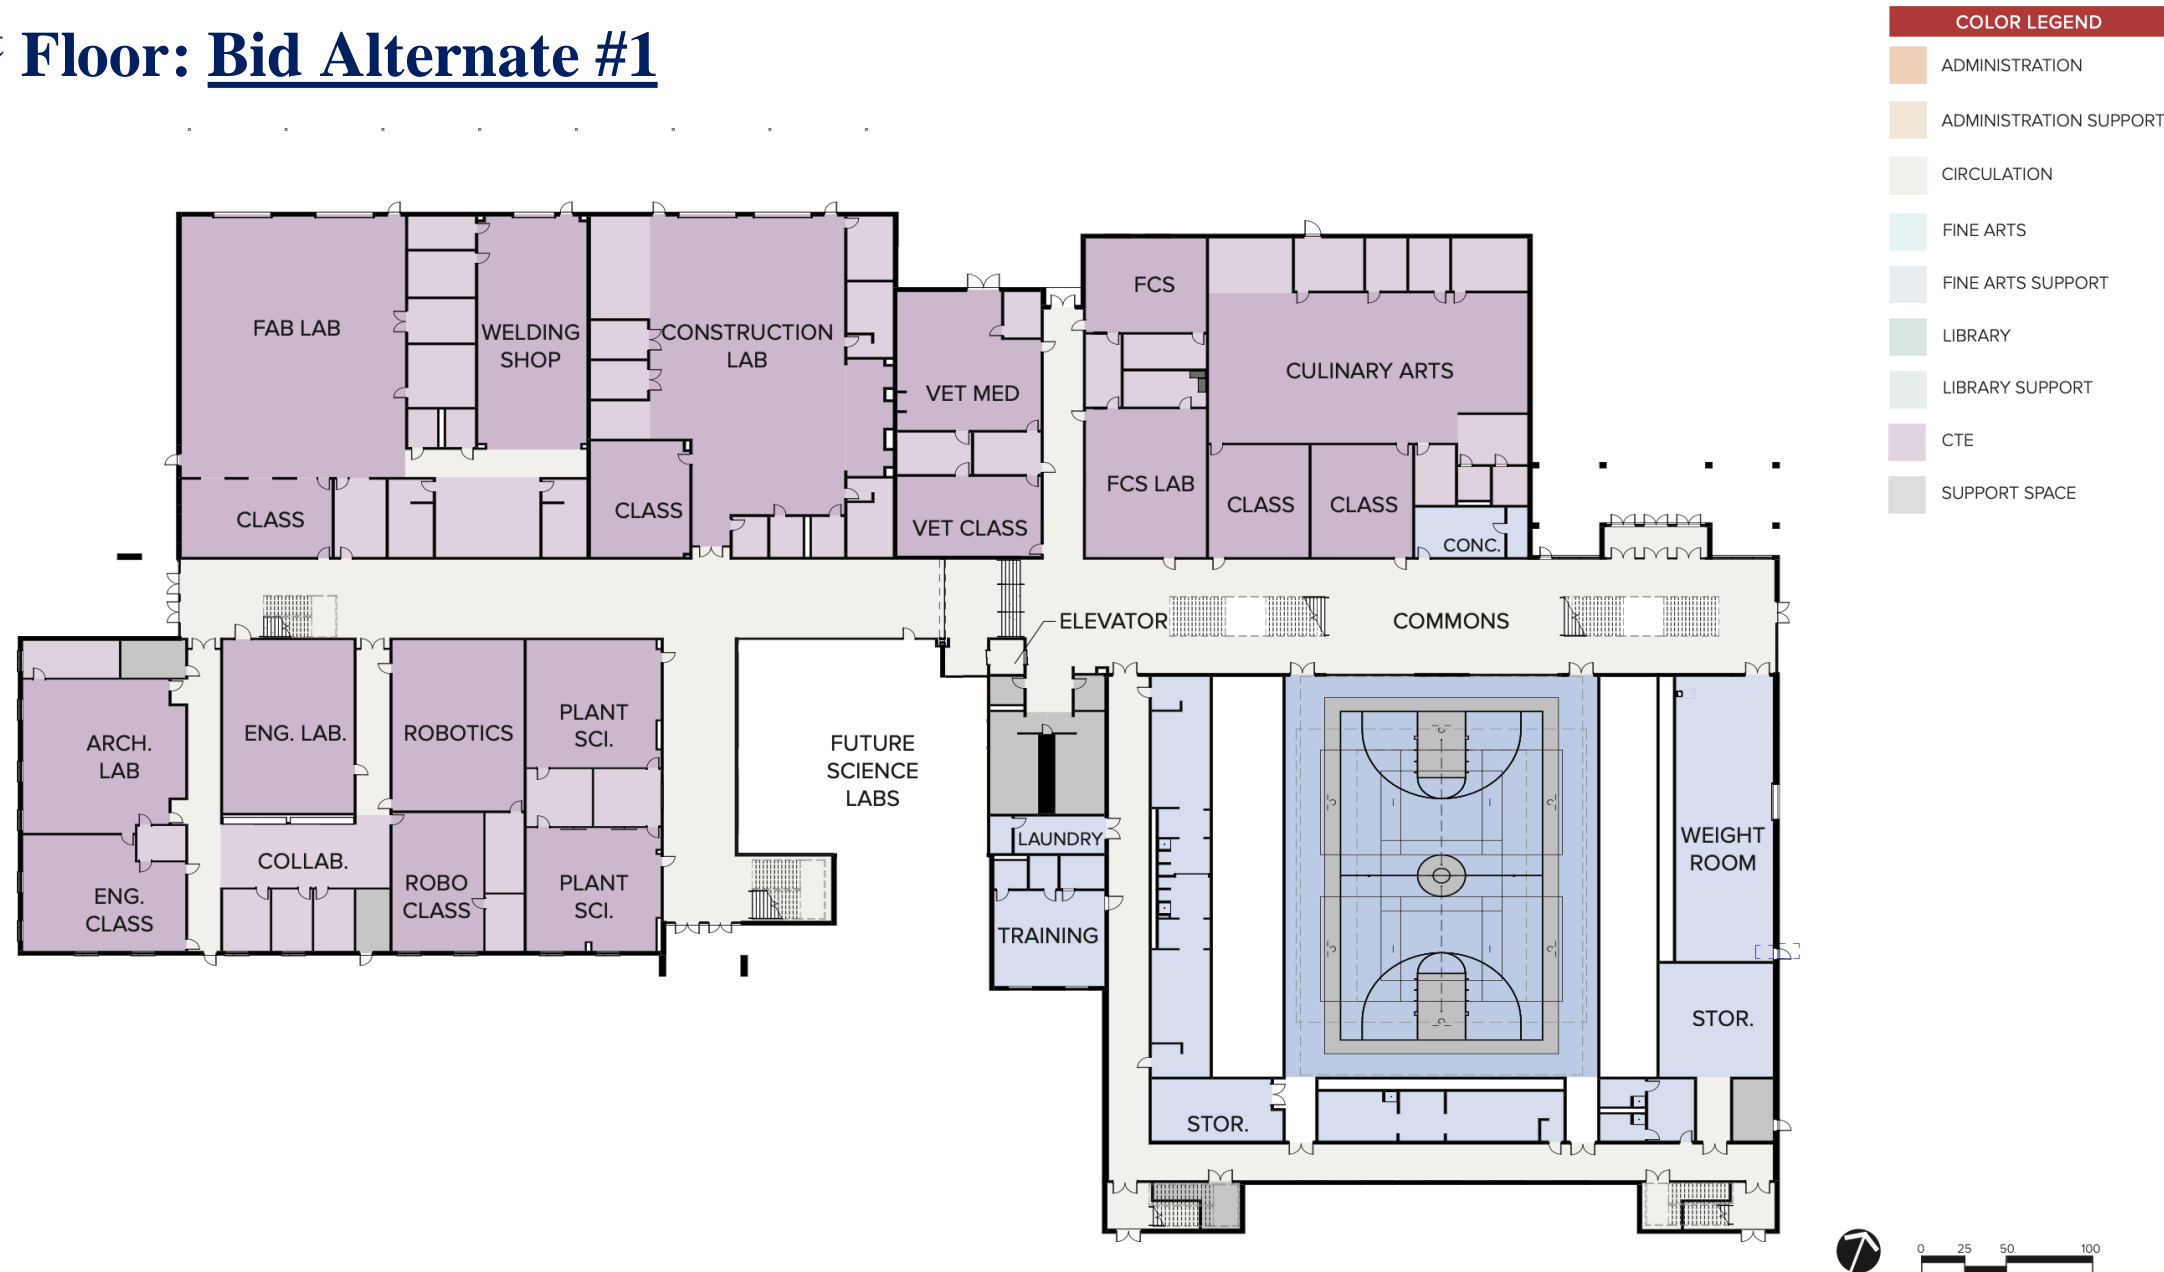 Floor: Bid Alternate #1
COLOR LEGEND
ADMINISTRATION
ADMINISTRATION SUPPORT
CIRCULATION
FINE ARTS
FINE ARTS SUPPORT
LIBRARY
LIBRARY SUPPORT
CTE
SUPPORT SPACE
FAB LAB
WELDING
SHOP
CONSTRUCTION
LAB
VET MED
FCS
CULINARY ARTS
CLASS
CLASS
VET CLASS
FCS LAB
CLASS
CLASS
CONC.
ELEVATOR
COMMONS
ARCH.
LAB
ENG. LAB.
ROBOTICS
PLANT
SCI.
FUTURE
SCIENCE
LABS
LAUNDRY
WEIGHT
ROOM
COLLAB.
ENG.
CLASS
ROBO
CLASS
PLANT
SCI.
TRAINING
STOR.
STOR.
0 25 50 100